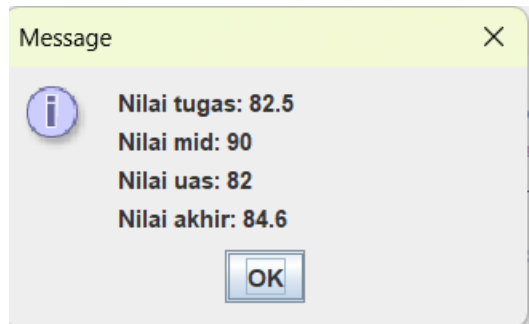 Message
Nilai tugas: 82.5
Nilai mid: 90
Nilai uas: 82
Nilai akhir: 84.6
OK